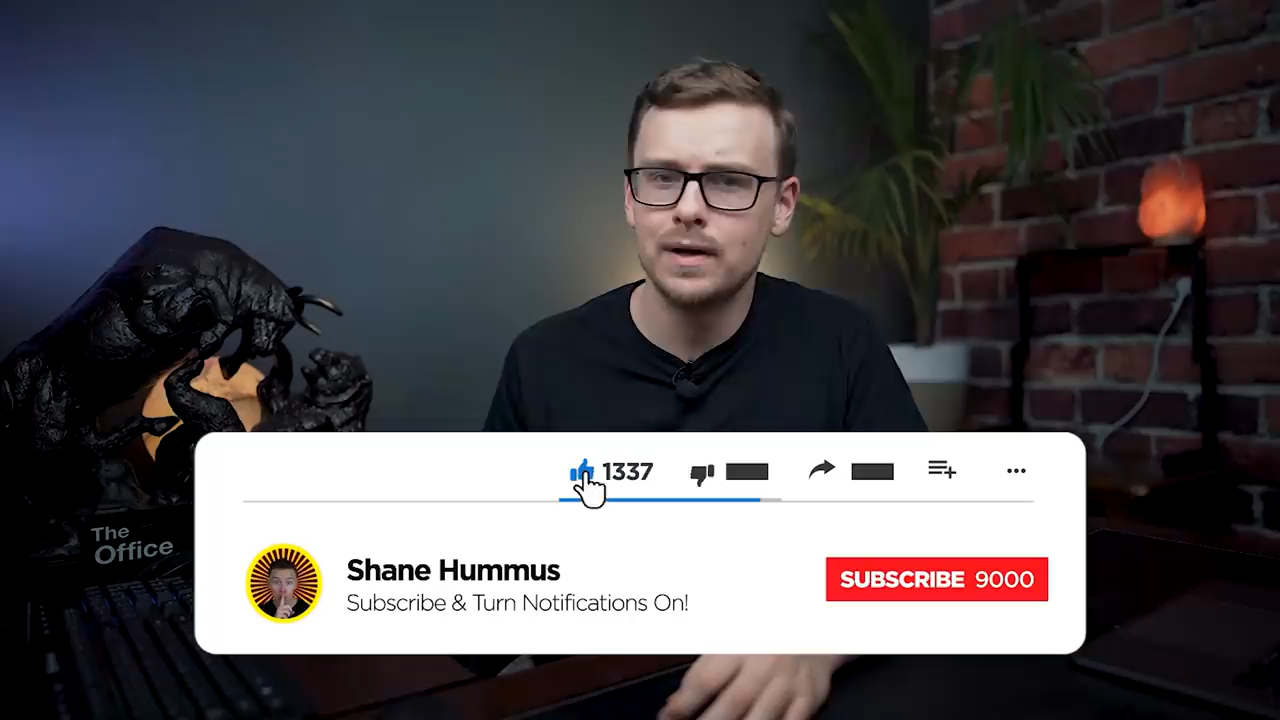 1337
The
Office
Shane Hummus
Subscribe & Turn Notifications On!
SUBSCRIBE 9000